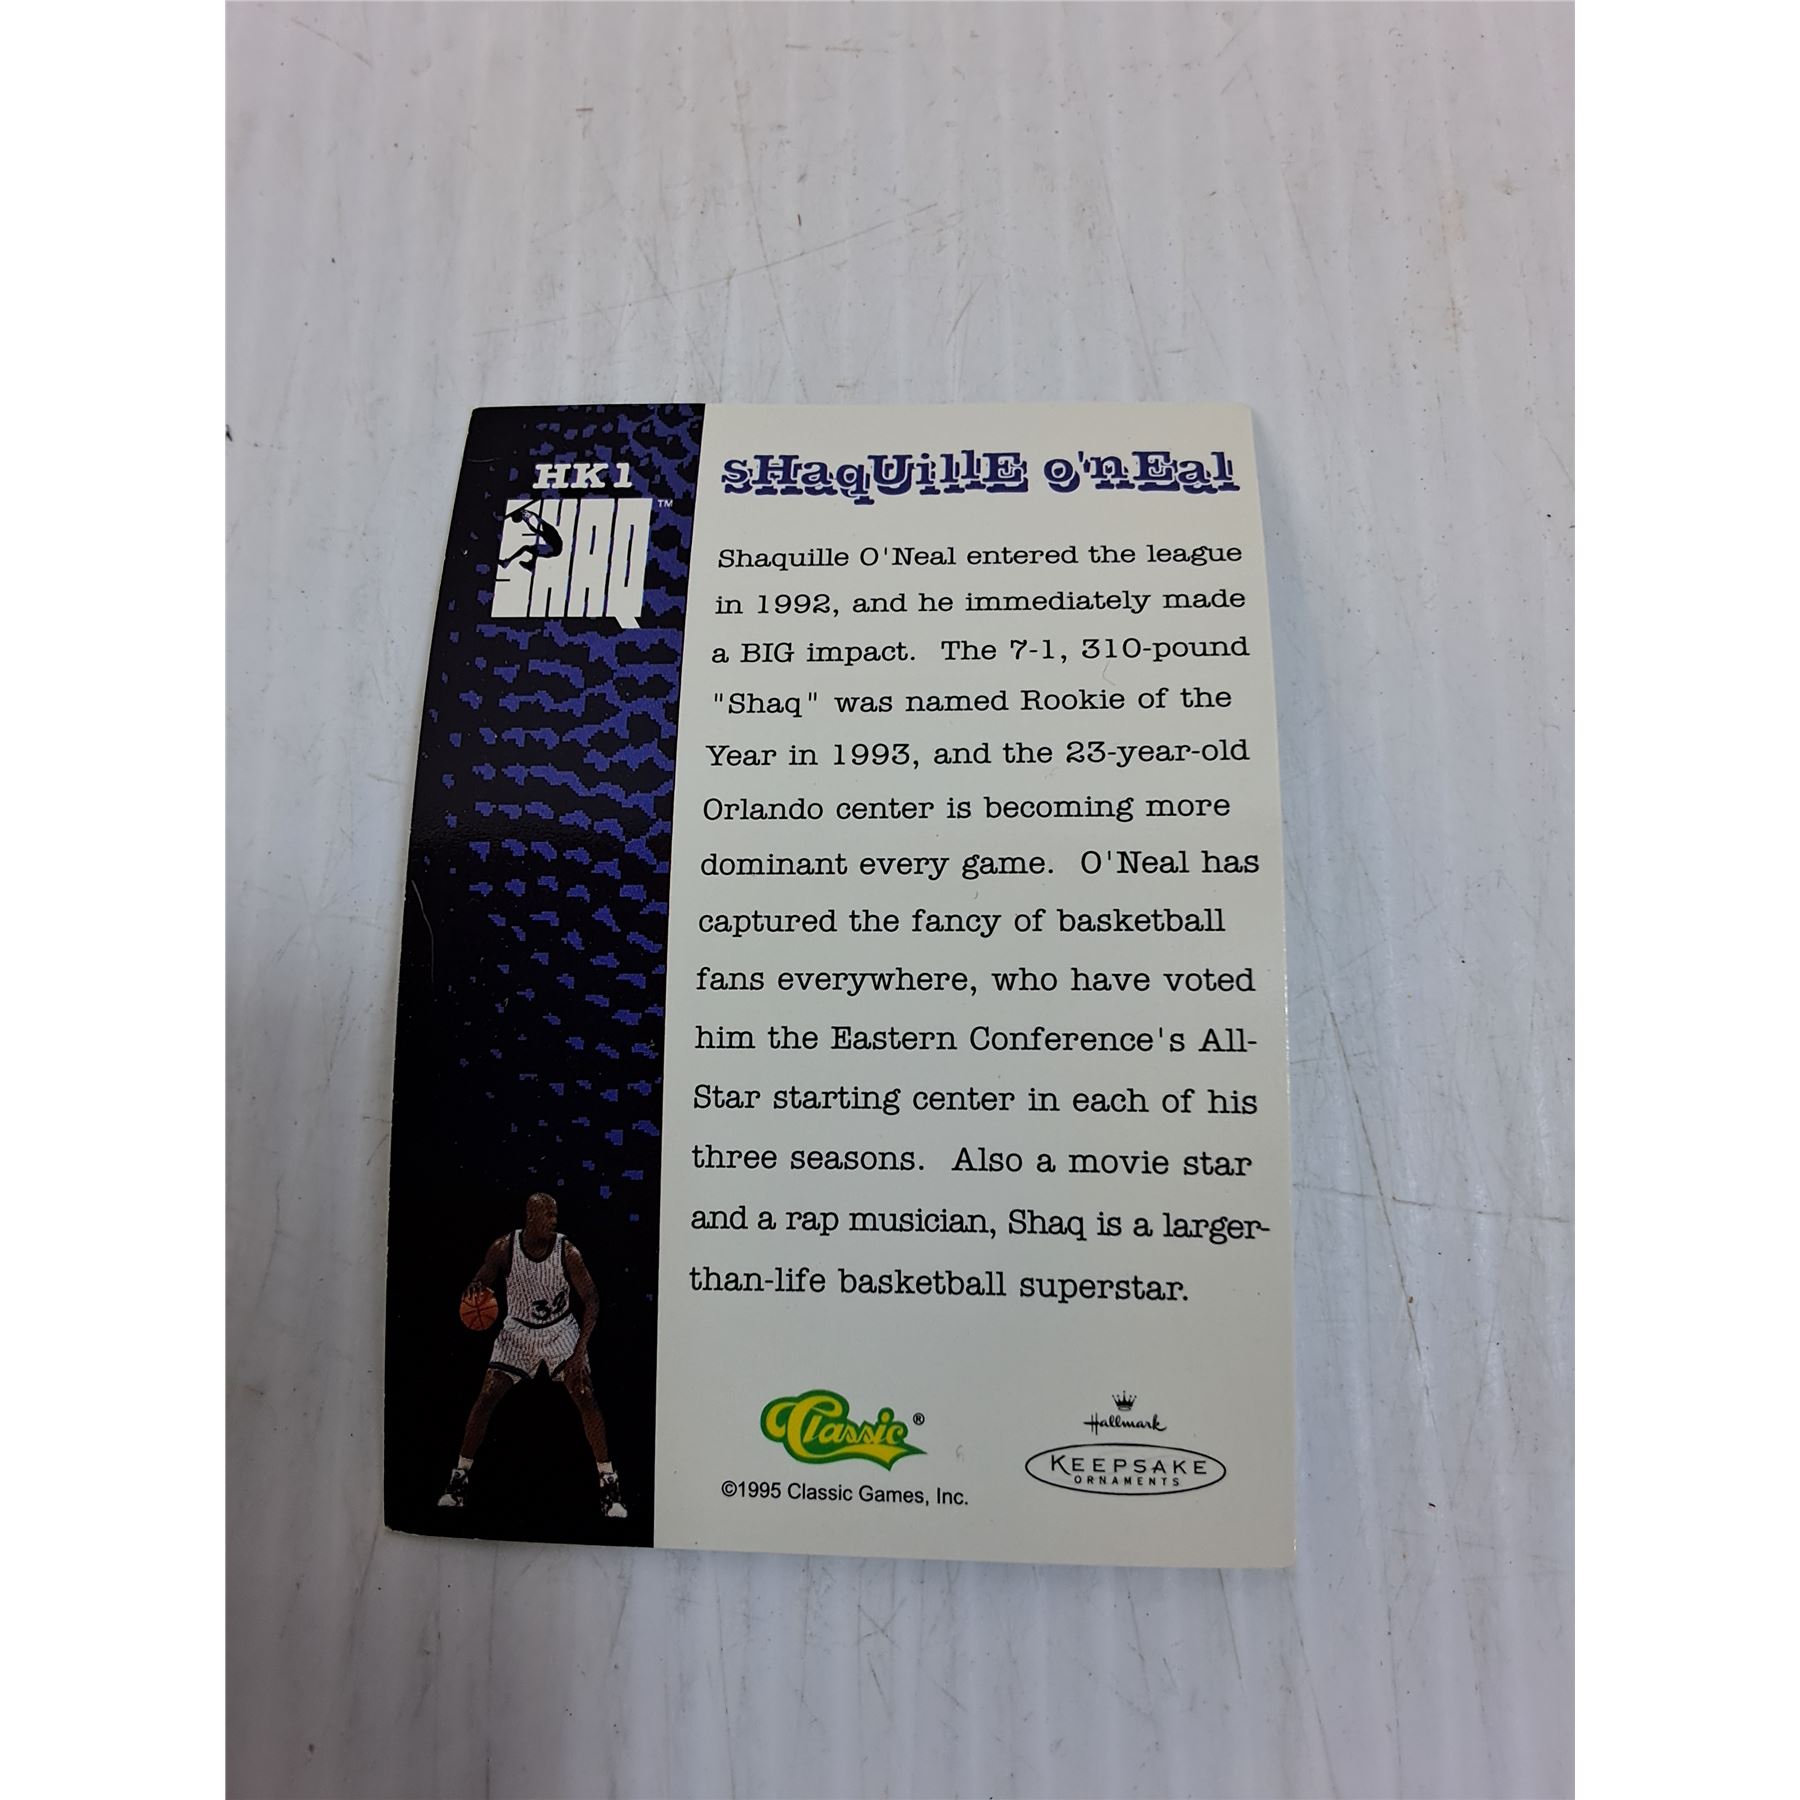 HK1
SHAQ™
sHaqUillE o'nEal
Shaquille O'Neal entered the league
in 1992, and he immediately made
a BIG impact. The 7-1, 310-pound
"Shaq" was named Rookie of the
Year in 1993, and the 23-year-old
Orlando center is becoming more
dominant every game. O'Neal has
captured the fancy of basketball
fans everywhere, who have voted
him the Eastern Conference's All-
Star starting center in each of his
three seasons. Also a movie star
and a rap musician, Shaq is a larger-
than-life basketball superstar.
32
Classic®
©1995 Classic Games, Inc.
Hallmark
KEEPSAKE
ORNAMENTS